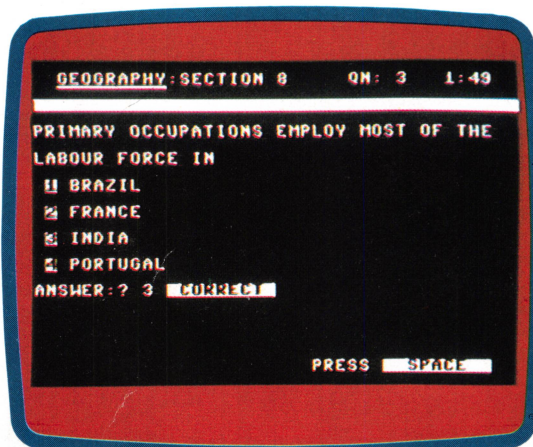 GEOGRAPHY:SECTION 8 QN: 3 1:49
PRIMARY OCCUPATIONS EMPLOY MOST OF THE
LABOUR FORCE IN
1 BRAZIL
2 FRANCE
3 INDIA
4 PORTUGAL
ANSWER:? 3 CORRECT
PRESS SPACE